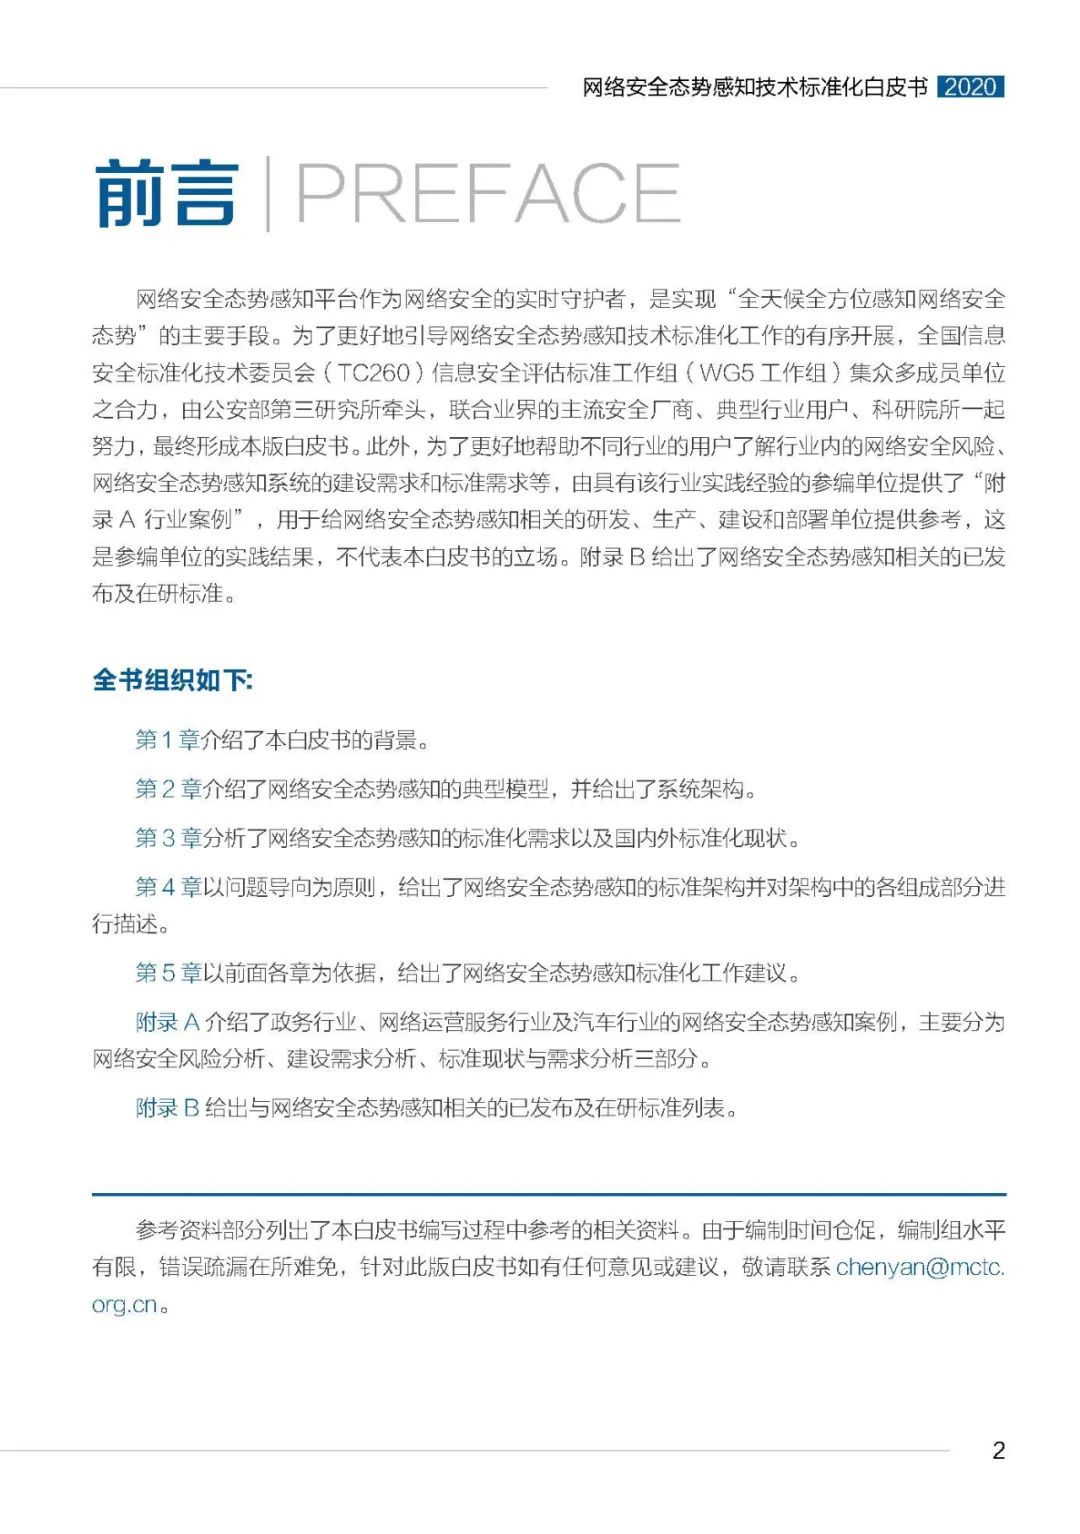 网络安全态势感知技术标准化白皮书 2020
前言 PREFACE
网络安全态势感知平台作为网络安全的实时守护者，是实现“全天候全方位感知网络安全
态势”的主要手段。为了更好地引导网络安全态势感知技术标准化工作的有序开展，全国信息
安全标准化技术委员会（TC260）信息安全评估标准工作组（WG5 工作组）集众多成员单位
之合力，由公安部第三研究所牵头，联合业界的主流安全厂商、典型行业用户、科研院所一起
努力，最终形成本版白皮书。此外，为了更好地帮助不同行业的用户了解行业内的网络安全风险、
网络安全态势感知系统的建设需求和标准需求等，由具有该行业实践经验的参编单位提供了“附
录 A 行业案例”，用于给网络安全态势感知相关的研发、生产、建设和部署单位提供参考，这
是参编单位的实践结果，不代表本白皮书的立场。附录 B 给出了网络安全态势感知相关的已发
布及在研标准。
全书组织如下:
第 1 章介绍了本白皮书的背景。
第 2 章介绍了网络安全态势感知的典型模型，并给出了系统架构。
第 3 章分析了网络安全态势感知的标准化需求以及国内外标准化现状。
第 4 章以问题导向为原则，给出了网络安全态势感知的标准架构并对架构中的各组成部分进
行描述。
第 5 章以前面各章为依据，给出了网络安全态势感知标准化工作建议。
附录 A 介绍了政务行业、网络运营服务行业及汽车行业的网络安全态势感知案例，主要分为
网络安全风险分析、建设需求分析、标准现状与需求分析三部分。
附录 B 给出与网络安全态势感知相关的已发布及在研标准列表。
参考资料部分列出了本白皮书编写过程中参考的相关资料。由于编制时间仓促，编制组水平
有限，错误疏漏在所难免，针对此版白皮书如有任何意见或建议，敬请联系 chenyan@mctc.
org.cn。
2